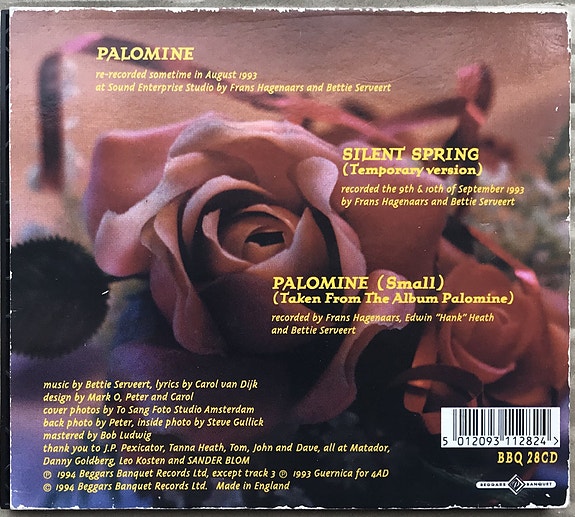 PALOMINE
re-recorded sometime in August 1993
at Sound Enterprise Studio by Frans Hagenaars and Bettie Serveert
SILENT SPRING
(Temporary version)
recorded the 9th & 10th of September 1993
by Frans Hagenaars and Bettie Serveert
PALOMINE (Small)
(Taken From The Album Palomine)
recorded by Frans Hagenaars, Edwin "Hank" Heath
and Bettie Serveert
music by Bettie Serveert, lyrics by Carol van Dijk
design by Mark O, Peter and Carol
cover photos by To Sang Foto Studio Amsterdam
back photo by Peter, inside photo by Steve Gullick
mastered by Bob Ludwig
thank you to J.P. Pexicator, Tanna Heath, Tom, John and Dave, all at Matador,
Danny Goldberg, Leo Kosten and SANDER BLOM
℗ 1994 Beggars Banquet Records Ltd, except track 3 ℗ 1993 Guernica for 4AD
© 1994 Beggars Banquet Records Ltd. Made in England
5 012093 112824 >
BBQ 28CD
BEGGARS BANQUET